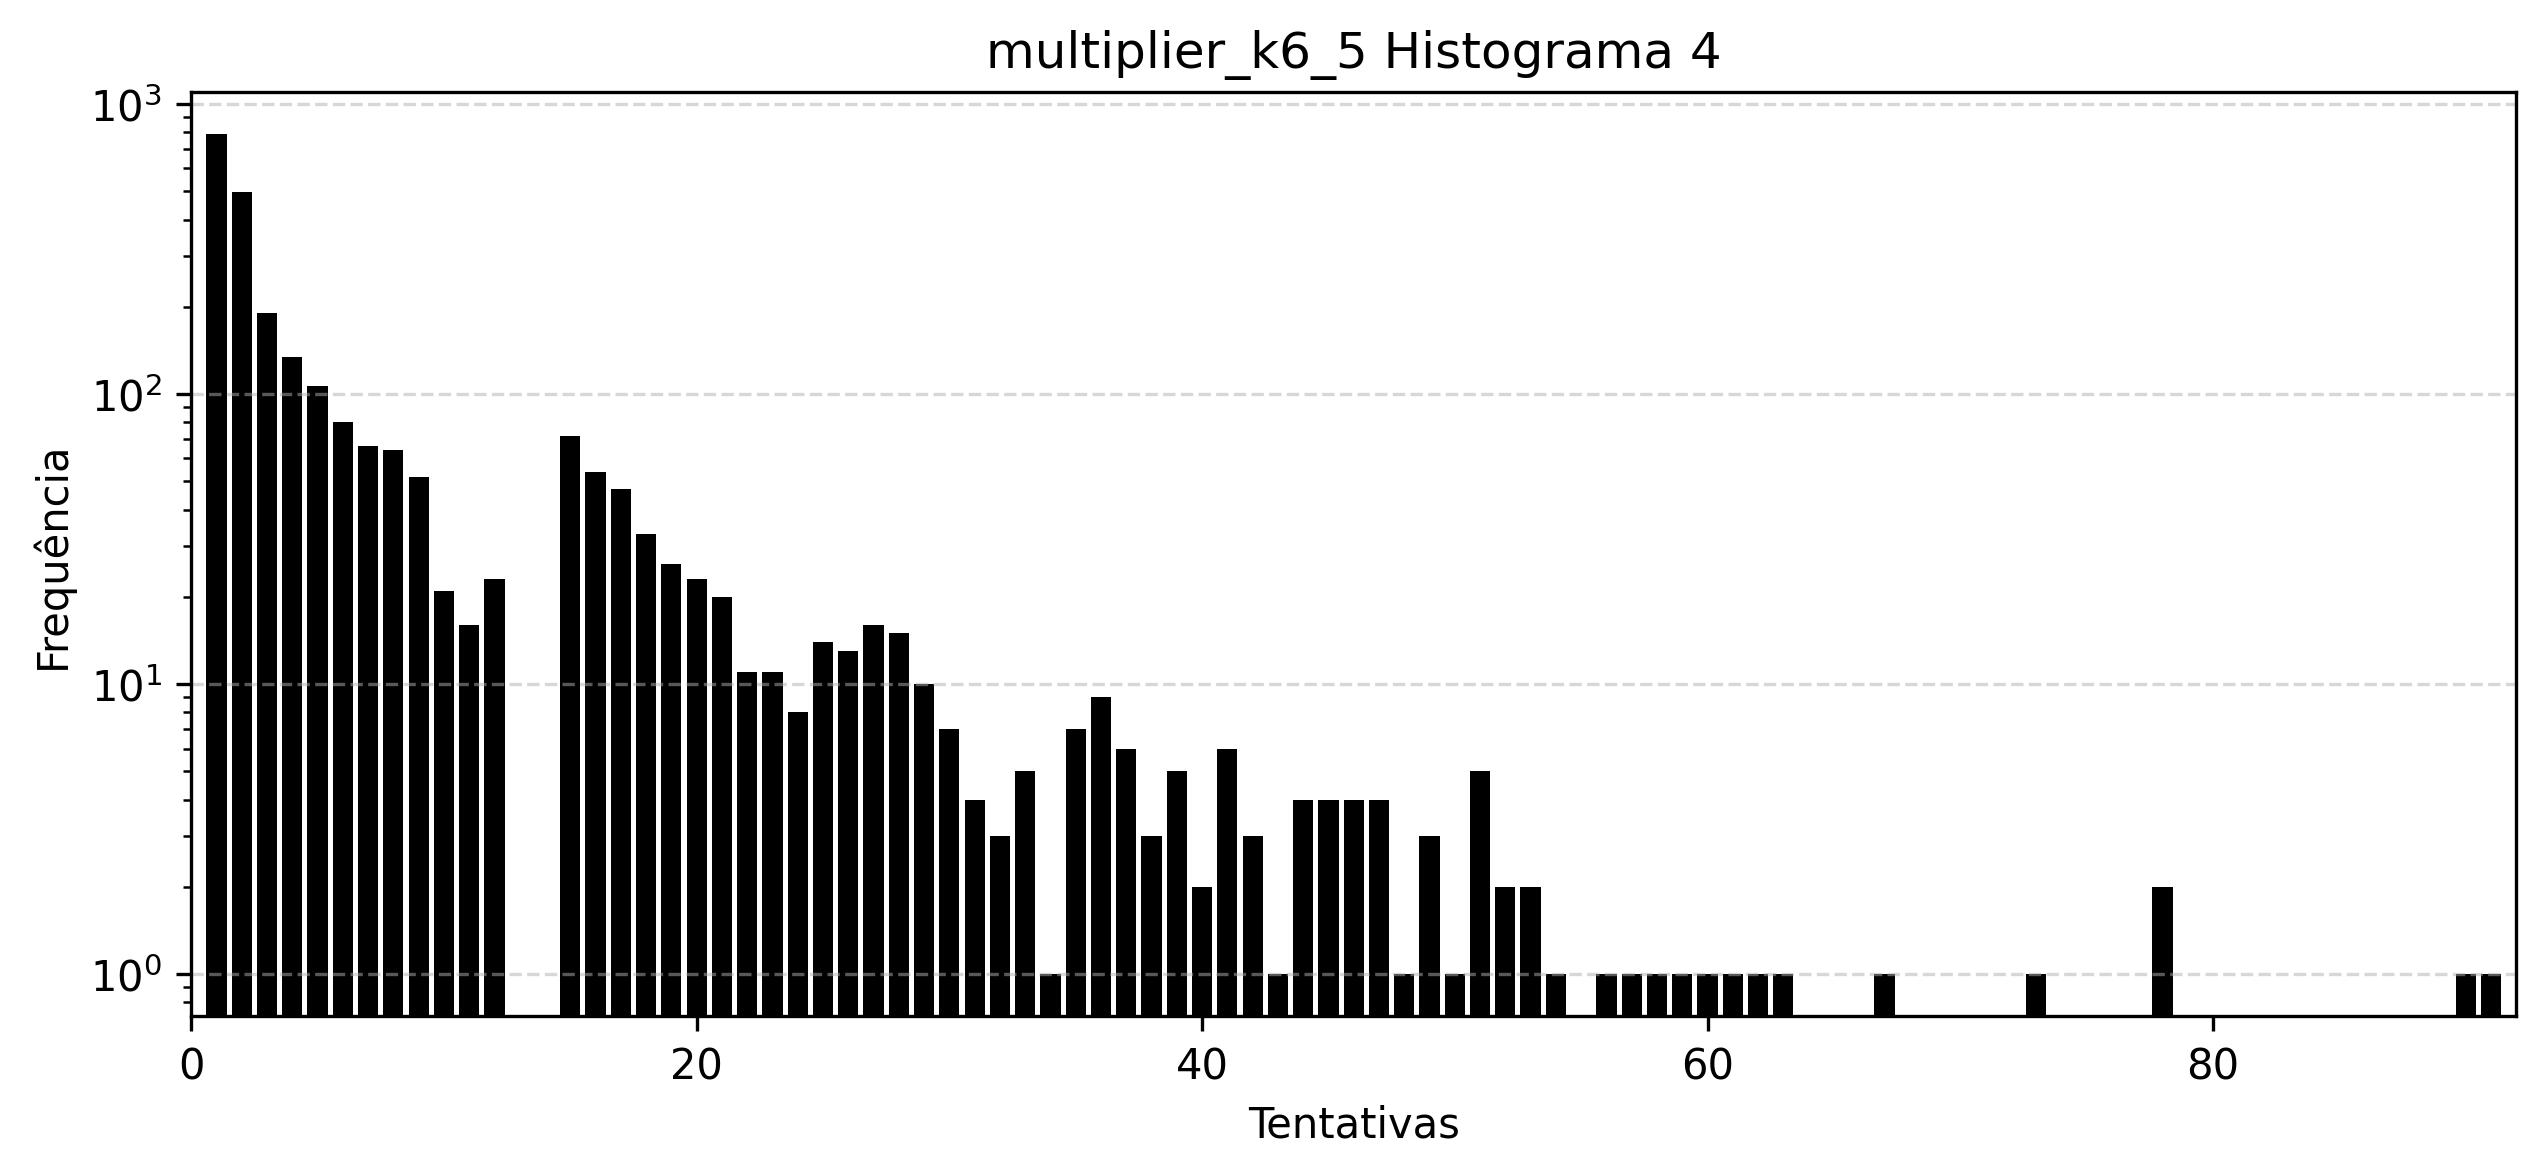 multiplier_k6_5 Histograma 4
10³
10²
10¹
10⁰
Frequência
0 20 40 60 80
Tentativas